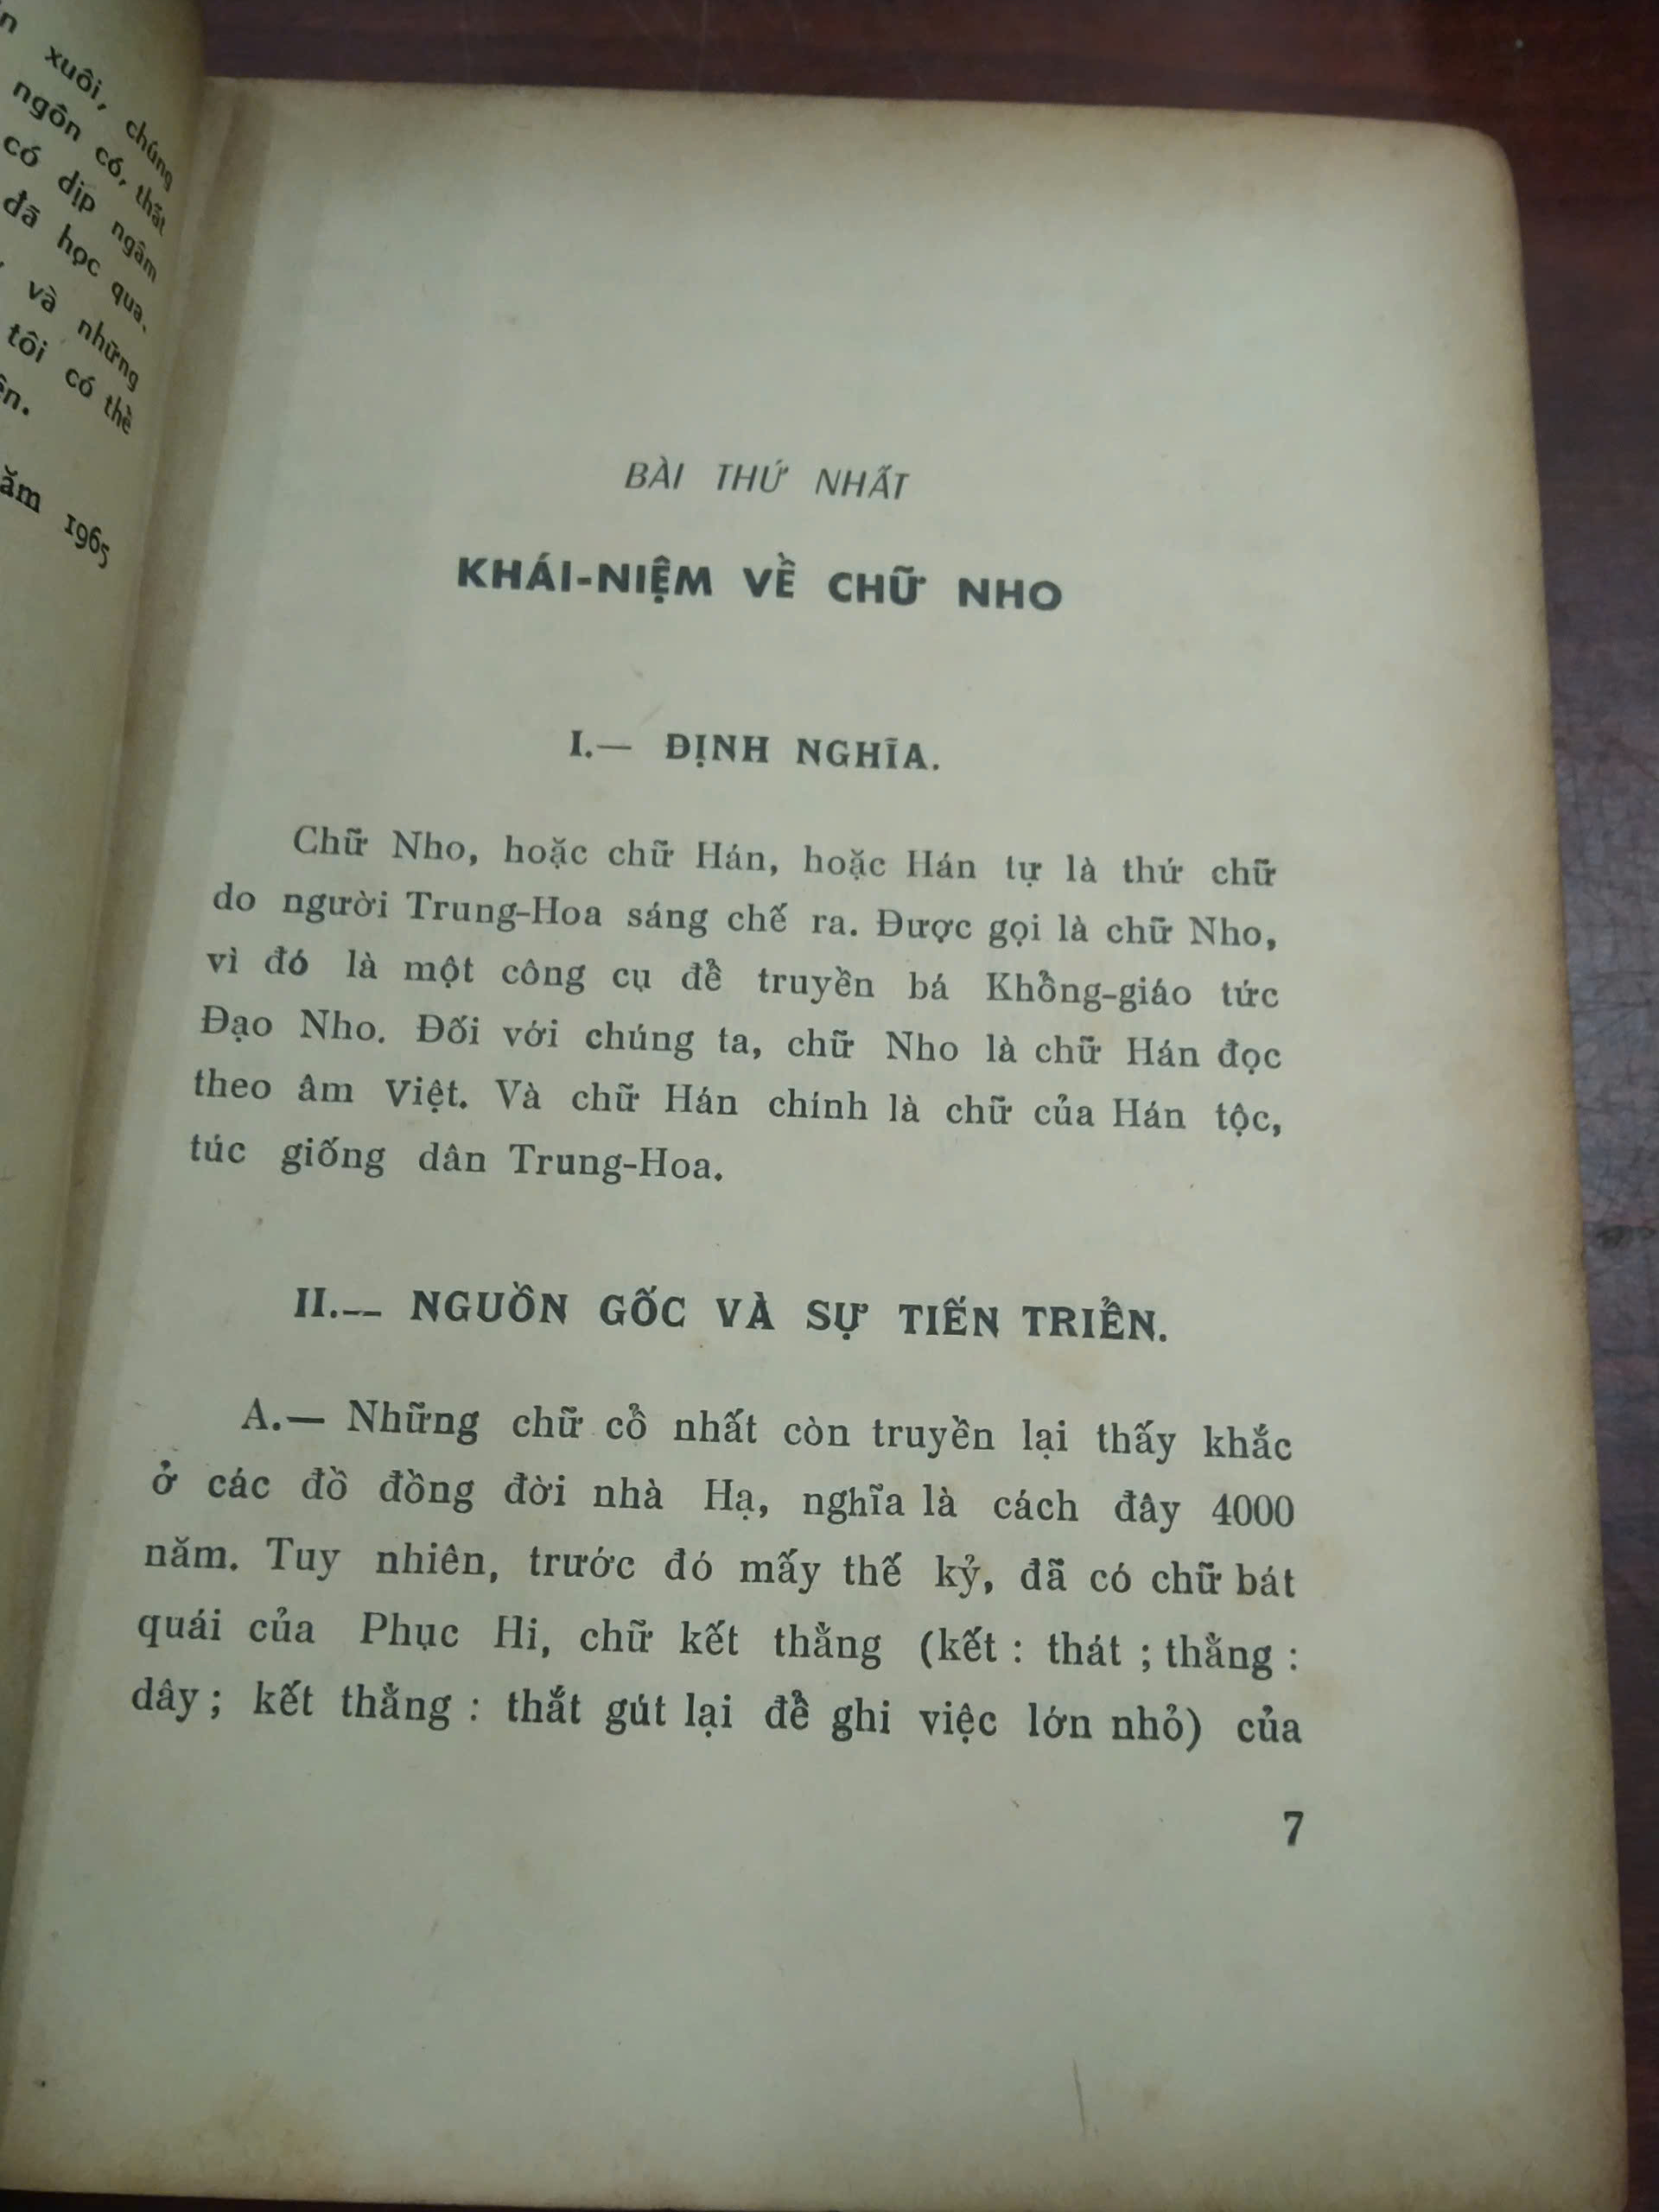 xuôi, chúng
ngôn có, thất
có dịp ngâm
đã học qua.
và những
tôi có thể
1965
BÀI THỨ NHẤT
KHÁI-NIỆM VỀ CHỮ NHO
I.— ĐỊNH NGHĨA.
Chữ Nho, hoặc chữ Hán, hoặc Hán tự là thứ chữ
do người Trung-Hoa sáng chế ra. Được gọi là chữ Nho,
vì đó là một công cụ để truyền bá Khổng-giáo tức
Đạo Nho. Đối với chúng ta, chữ Nho là chữ Hán đọc
theo âm Việt. Và chữ Hán chính là chữ của Hán tộc,
túc giống dân Trung-Hoa.
II.— NGUỒN GỐC VÀ SỰ TIẾN TRIỂN.
A.— Những chữ cổ nhất còn truyền lại thấy khắc
ở các đồ đồng đời nhà Hạ, nghĩa là cách đây 4000
năm. Tuy nhiên, trước đó mấy thế kỷ, đã có chữ bát
quái của Phục Hi, chữ kết thằng (kết : thát ; thằng :
dây ; kết thằng : thắt gút lại để ghi việc lớn nhỏ) của
7